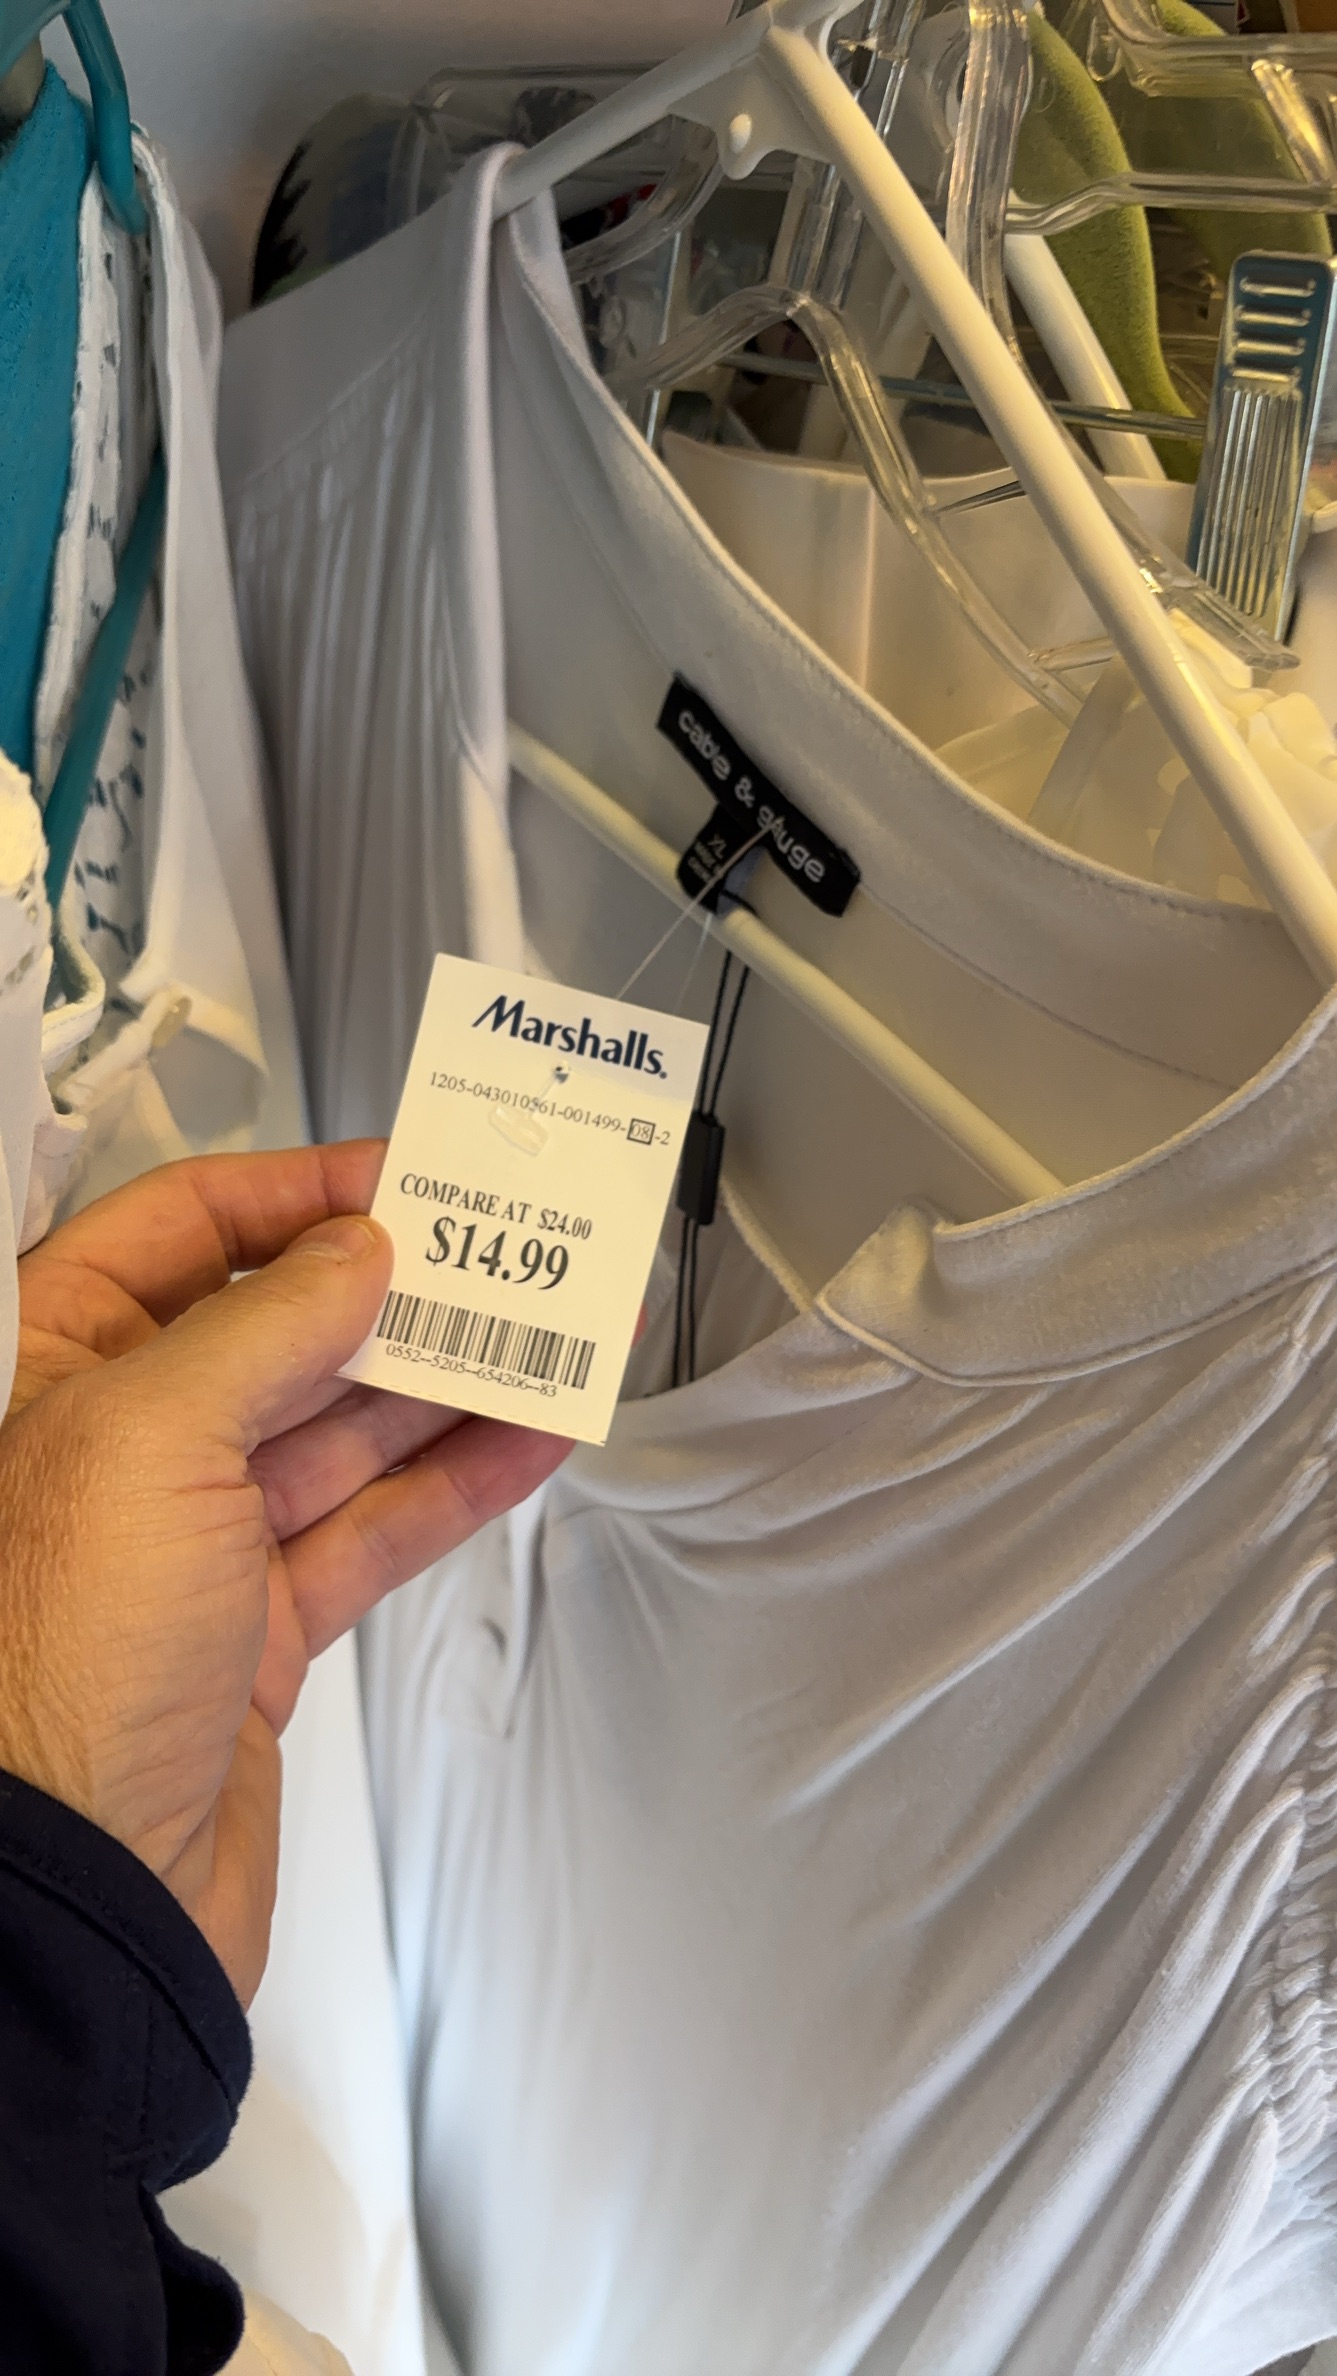 cable & gauge
XL
Marshalls.
1205-043010561-001499-08-2
COMPARE AT $24.00
$14.99
0552--5205--654206--83